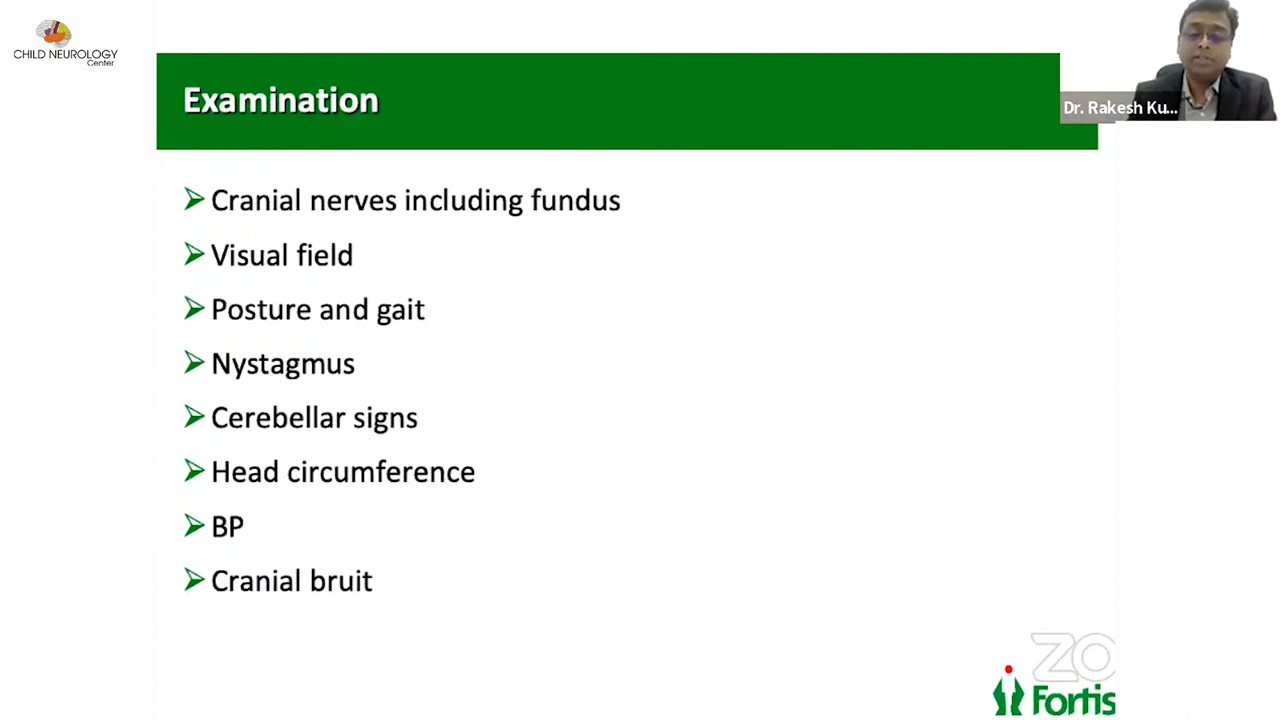 CHILD NEUROLOGY
Center
Examination
Dr. Rakesh Ku...
Cranial nerves including fundus
Visual field
Posture and gait
Nystagmus
Cerebellar signs
Head circumference
BP
Cranial bruit
ZO
Fortis